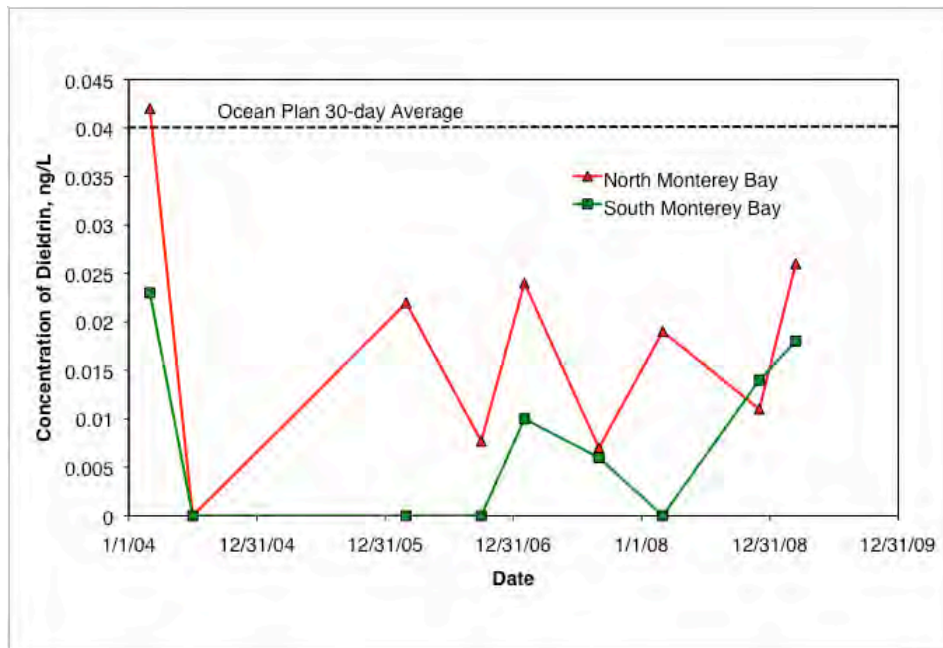 0.045
Ocean Plan 30-day Average
0.04
0.035
North Monterey Bay
South Monterey Bay
0.03
0.025
0.02
0.015
0.01
0.005
0
Concentration of Dieldrin, ng/L
1/1/04 12/31/04 12/31/05 12/31/06 1/1/08 12/31/08 12/31/09
Date